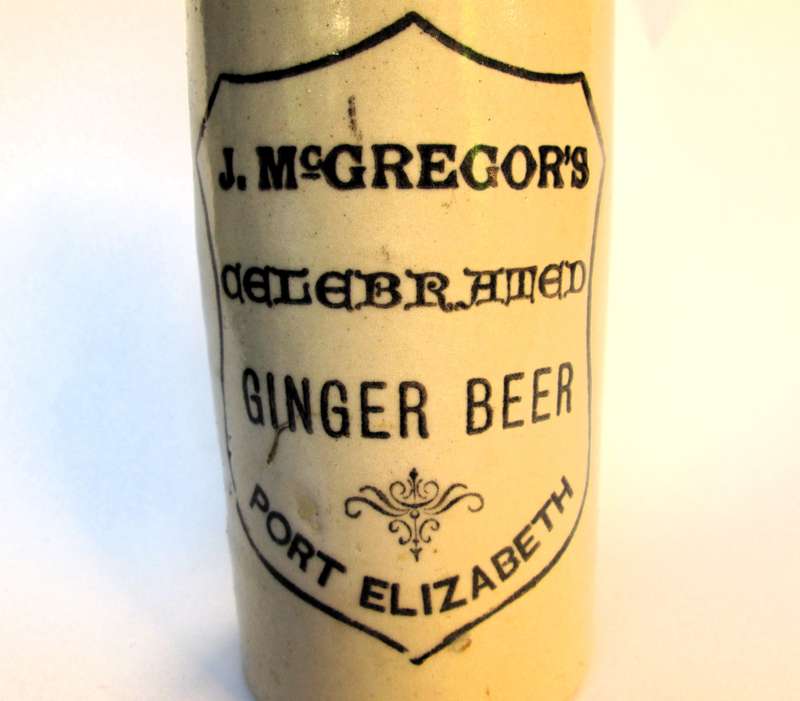 J. McGREGOR'S
CELEBRATED
GINGER BEER
PORT ELIZABETH